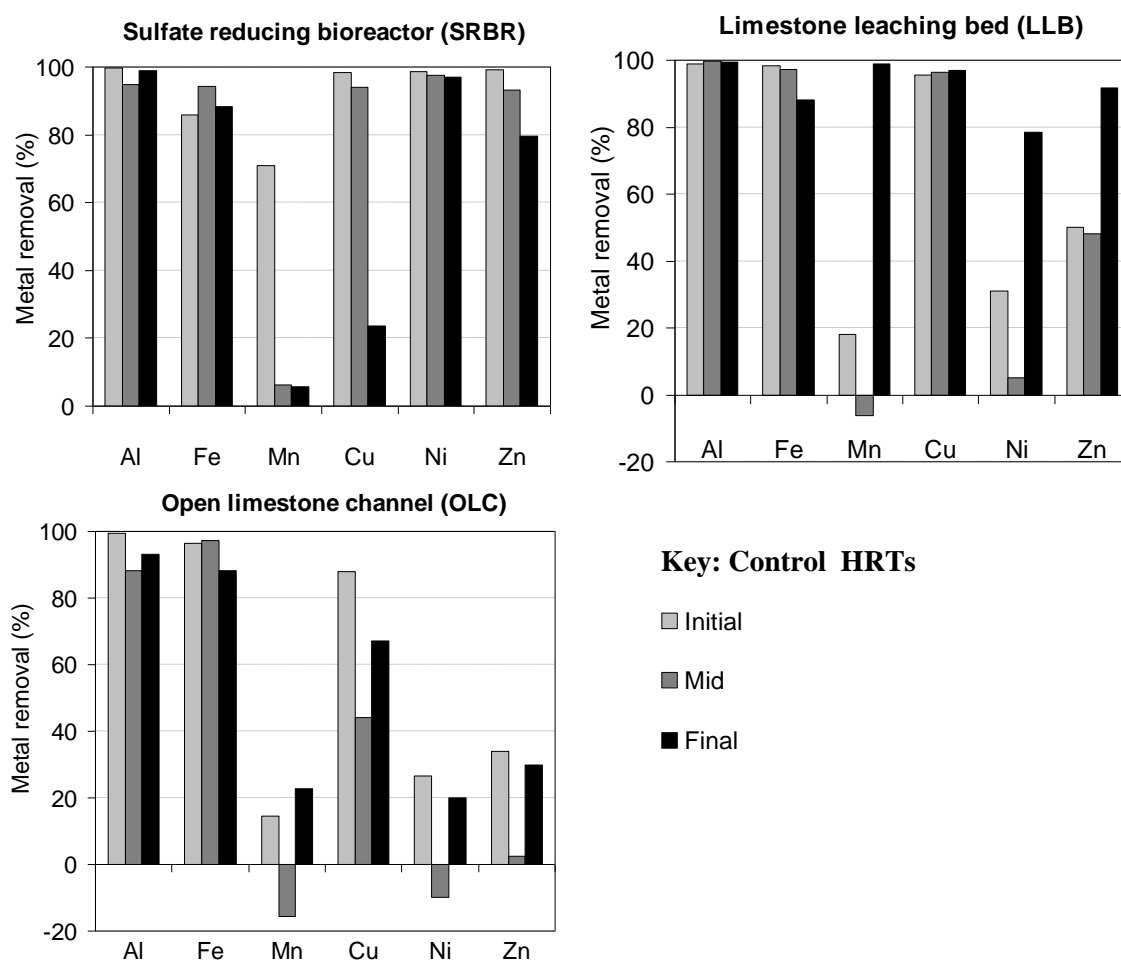 Sulfate reducing bioreactor (SRBR)
Metal removal (%)
100
80
60
40
20
0
Al Fe Mn Cu Ni Zn
Limestone leaching bed (LLB)
Metal removal (%)
100
80
60
40
20
0
-20
Al Fe Mn Cu Ni Zn
Open limestone channel (OLC)
Metal removal (%)
100
80
60
40
20
0
-20
Al Fe Mn Cu Ni Zn
Key: Control HRTs
Initial
Mid
Final